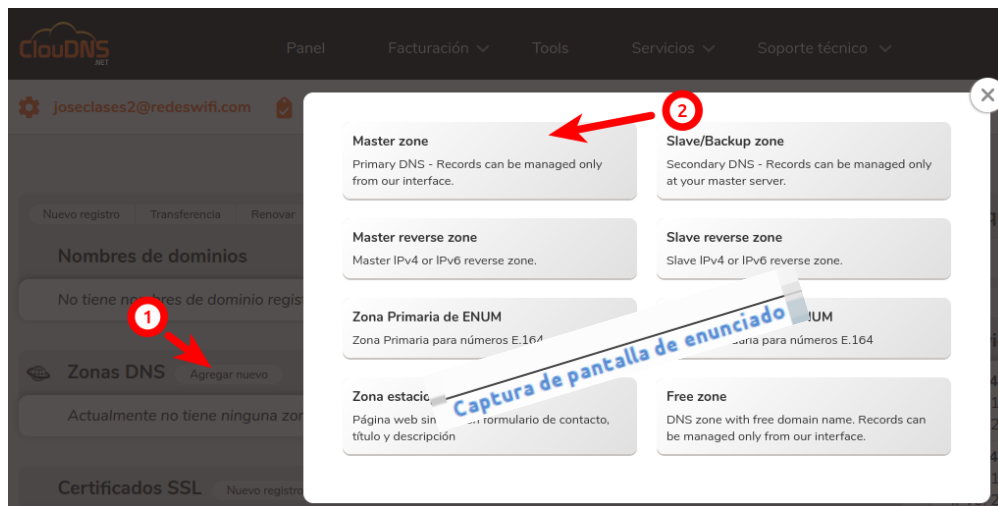 ClouDNS
.NET
Panel
Facturación
Tools
Servicios
Soporte técnico
joseclases2@redeswifi.com
2
Master zone
Primary DNS - Records can be managed only
from our interface.
Slave/Backup zone
Secondary DNS - Records can be managed only
at your master server.
Nuevo registro
Transferencia
Renovar
Master reverse zone
Master IPv4 or IPv6 reverse zone.
Slave reverse zone
Slave IPv4 or IPv6 reverse zone.
Nombres de dominios
No tiene nombres de dominio regis
1
Zona Primaria de ENUM
Zona Primaria para números E.164
para números E.164
Captura de pantalla de enunciado
Zonas DNS
Agregar nuevo
Actualmente no tiene ninguna zon
Zona estacio
Página web sin
formulario de contacto,
título y descripción
Free zone
DNS zone with free domain name. Records can
be managed only from our interface.
Certificados SSL
Nuevo registro